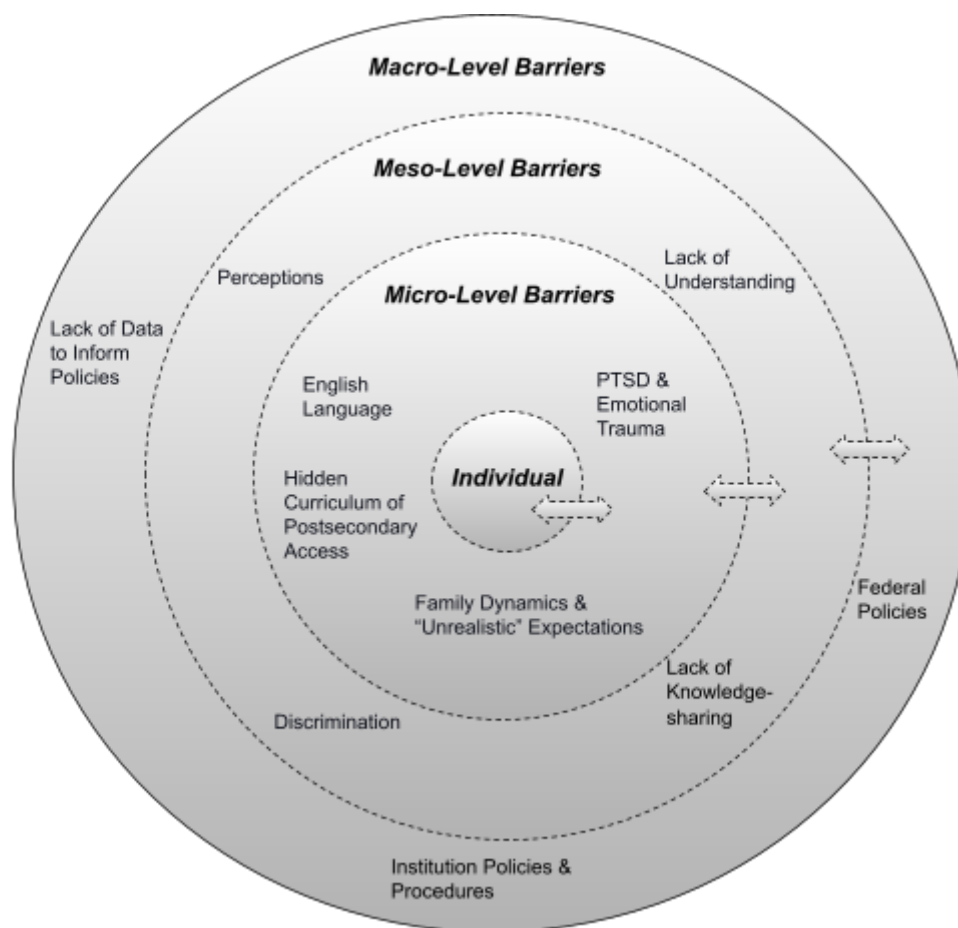 Macro-Level Barriers
Meso-Level Barriers
Perceptions
Lack of
Understanding
Micro-Level Barriers
Lack of Data
to Inform
Policies
English
Language
PTSD &
Emotional
Trauma
Individual
Hidden
Curriculum of
Postsecondary
Access
Family Dynamics &
“Unrealistic” Expectations
Federal
Policies
Lack of
Knowledge-
sharing
Discrimination
Institution Policies &
Procedures